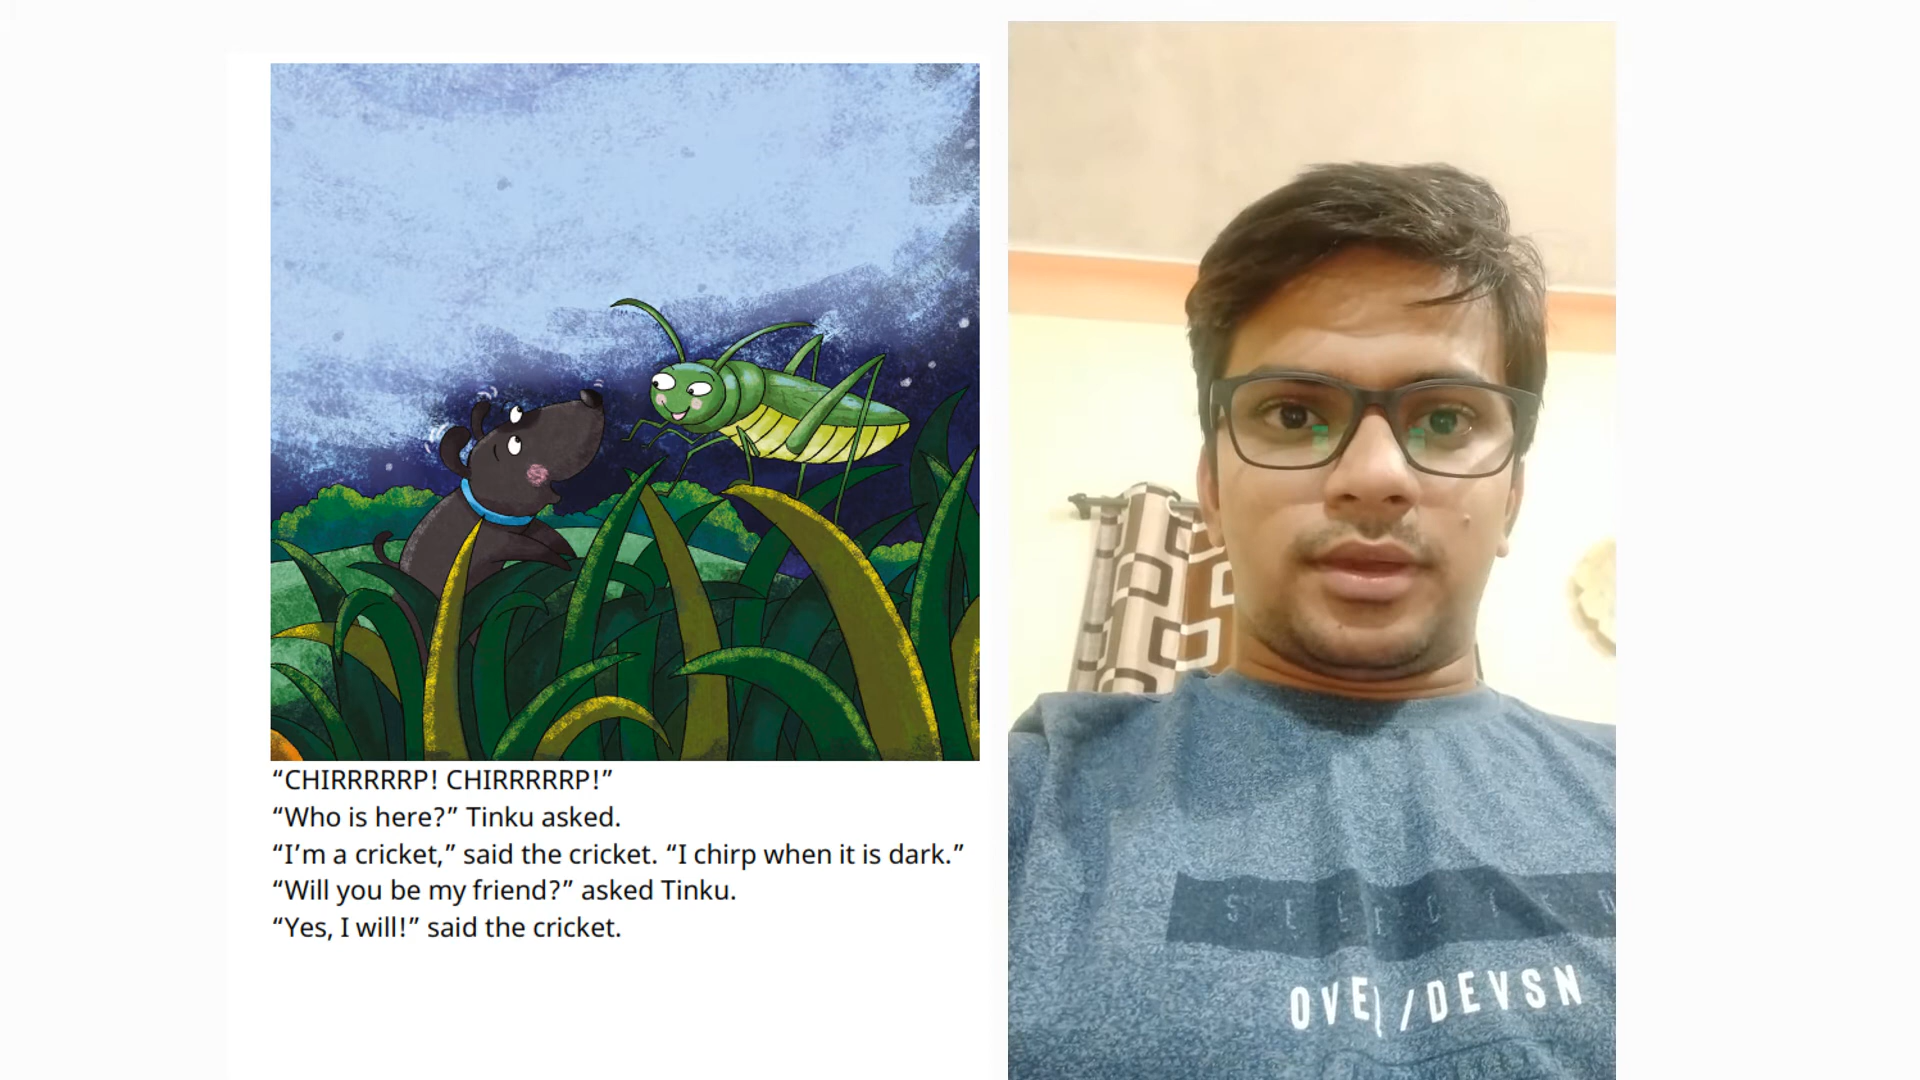 “CHIRRRRRP! CHIRRRRRP!”
“Who is here?” Tinku asked.
“I’m a cricket,” said the cricket. “I chirp when it is dark.”
“Will you be my friend?” asked Tinku.
“Yes, I will!” said the cricket.
/DEVSN